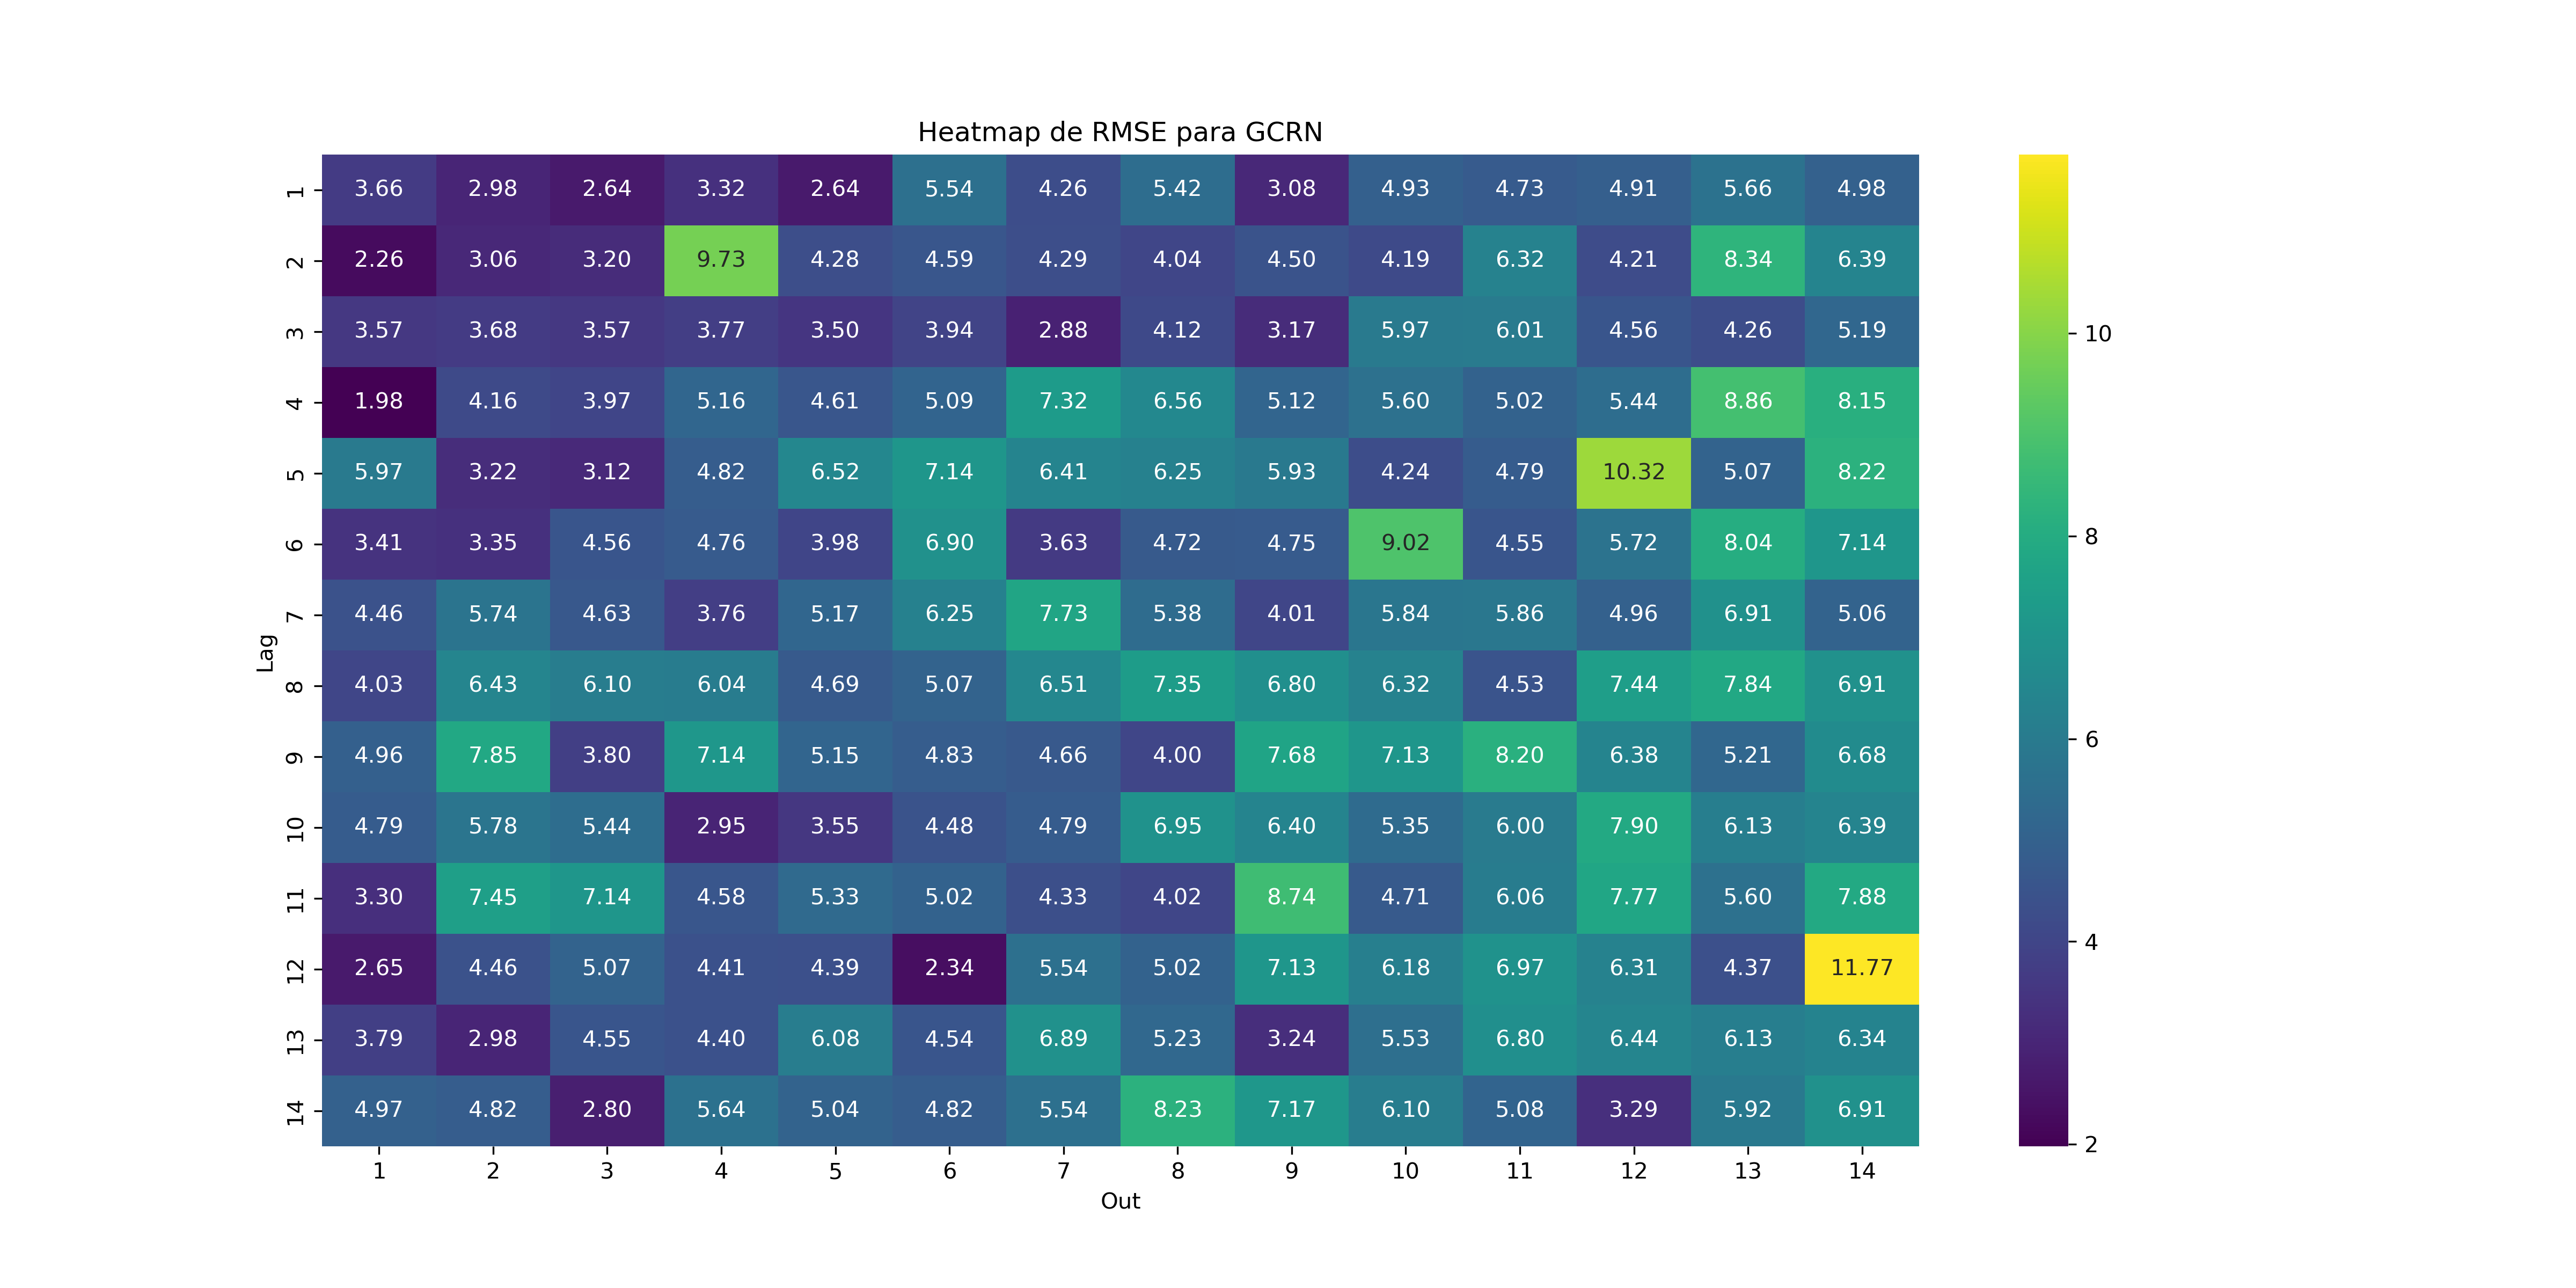 Heatmap de RMSE para GCRN
1 3.66 2.98 2.64 3.32 2.64 5.54 4.26 5.42 3.08 4.93 4.73 4.91 5.66 4.98
2 2.26 3.06 3.20 9.73 4.28 4.59 4.29 4.04 4.50 4.19 6.32 4.21 8.34 6.39
3 3.57 3.68 3.57 3.77 3.50 3.94 2.88 4.12 3.17 5.97 6.01 4.56 4.26 5.19
4 1.98 4.16 3.97 5.16 4.61 5.09 7.32 6.56 5.12 5.60 5.02 5.44 8.86 8.15
5 5.97 3.22 3.12 4.82 6.52 7.14 6.41 6.25 5.93 4.24 4.79 10.32 5.07 8.22
6 3.41 3.35 4.56 4.76 3.98 6.90 3.63 4.72 4.75 9.02 4.55 5.72 8.04 7.14
7 4.46 5.74 4.63 3.76 5.17 6.25 7.73 5.38 4.01 5.84 5.86 4.96 6.91 5.06
Lag
8 4.03 6.43 6.10 6.04 4.69 5.07 6.51 7.35 6.80 6.32 4.53 7.44 7.84 6.91
9 4.96 7.85 3.80 7.14 5.15 4.83 4.66 4.00 7.68 7.13 8.20 6.38 5.21 6.68
10 4.79 5.78 5.44 2.95 3.55 4.48 4.79 6.95 6.40 5.35 6.00 7.90 6.13 6.39
11 3.30 7.45 7.14 4.58 5.33 5.02 4.33 4.02 8.74 4.71 6.06 7.77 5.60 7.88
12 2.65 4.46 5.07 4.41 4.39 2.34 5.54 5.02 7.13 6.18 6.97 6.31 4.37 11.77
13 3.79 2.98 4.55 4.40 6.08 4.54 6.89 5.23 3.24 5.53 6.80 6.44 6.13 6.34
14 4.97 4.82 2.80 5.64 5.04 4.82 5.54 8.23 7.17 6.10 5.08 3.29 5.92 6.91
1 2 3 4 5 6 7 8 9 10 11 12 13 14
Out
10
8
6
4
2